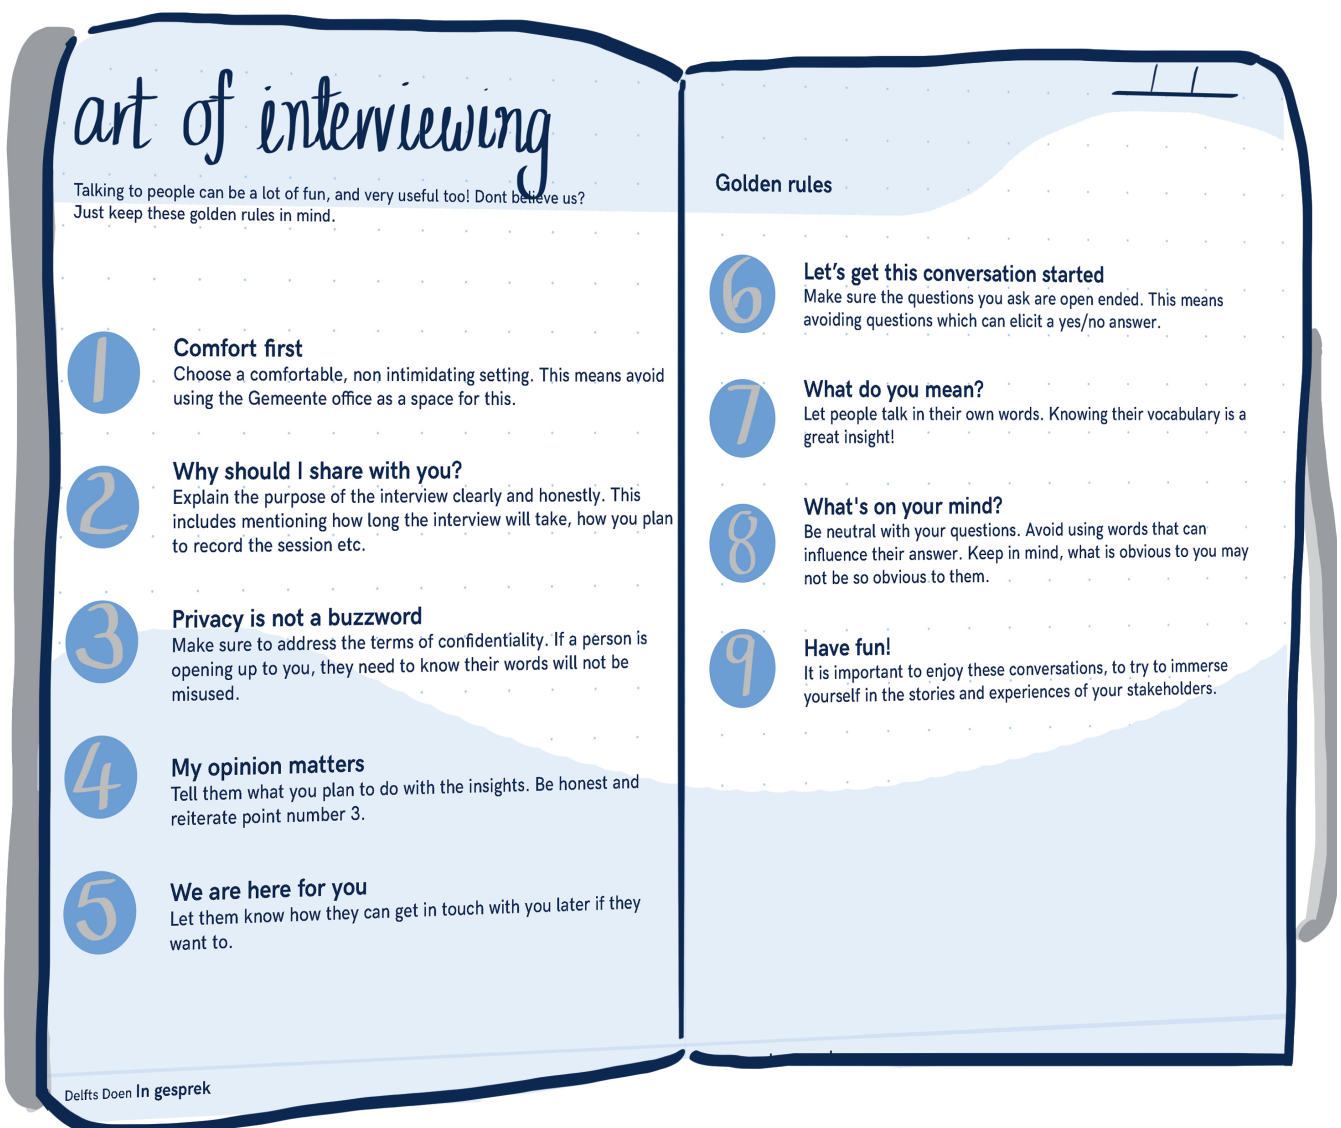 art of interviewing
Talking to people can be a lot of fun, and very useful too! Dont believe us?
Just keep these golden rules in mind.
1
Comfort first
Choose a comfortable, non intimidating setting. This means avoid
using the Gemeente office as a space for this.
2
Why should I share with you?
Explain the purpose of the interview clearly and honestly. This
includes mentioning how long the interview will take, how you plan
to record the session etc.
3
Privacy is not a buzzword
Make sure to address the terms of confidentiality. If a person is
opening up to you, they need to know their words will not be
misused.
4
My opinion matters
Tell them what you plan to do with the insights. Be honest and
reiterate point number 3.
5
We are here for you
Let them know how they can get in touch with you later if they
want to.
Delfts Doen In gesprek
Golden rules
6
Let's get this conversation started
Make sure the questions you ask are open ended. This means
avoiding questions which can elicit a yes/no answer.
7
What do you mean?
Let people talk in their own words. Knowing their vocabulary is a
great insight!
8
What's on your mind?
Be neutral with your questions. Avoid using words that can
influence their answer. Keep in mind, what is obvious to you may
not be so obvious to them.
9
Have fun!
It is important to enjoy these conversations, to try to immerse
yourself in the stories and experiences of your stakeholders.